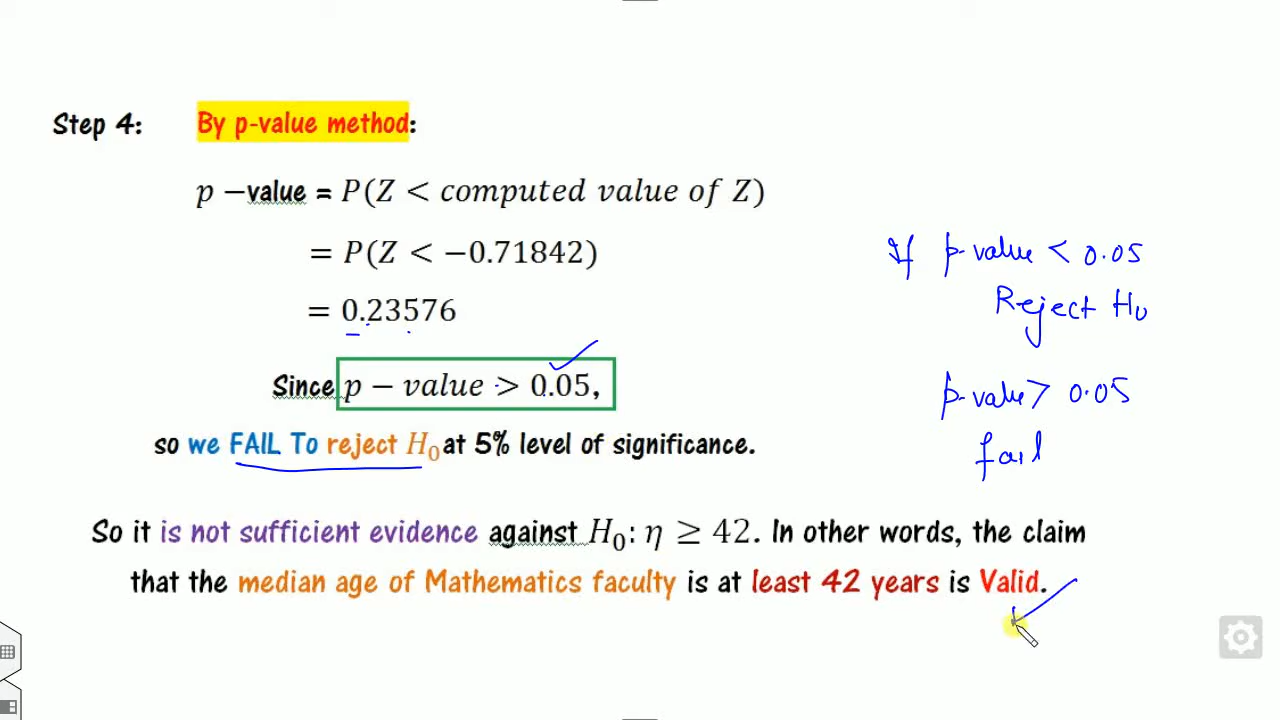 Step 4: By p-value method:
p −value = P(Z < computed value of Z)
= P(Z < −0.71842)
= 0.23576
Since p − value > 0.05,
so we FAIL To reject H₀ at 5% level of significance.
If p-value < 0.05
Reject H₀
p-value > 0.05
fail
So it is not sufficient evidence against H₀: η ≥ 42. In other words, the claim
that the median age of Mathematics faculty is at least 42 years is Valid.